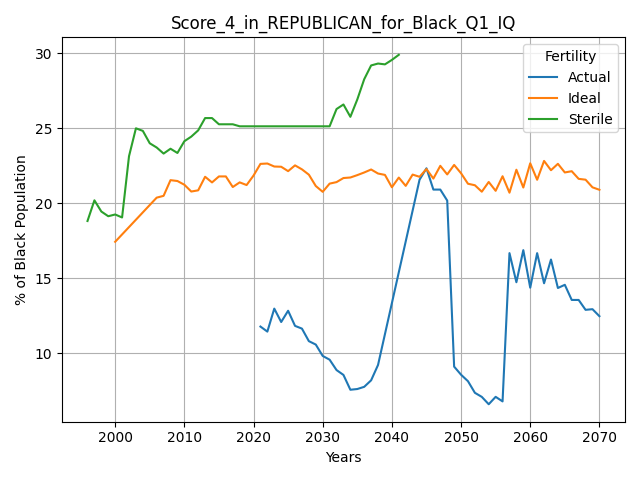 Score_4_in_REPUBLICAN_for_Black_Q1_IQ
Fertility
Actual
Ideal
Sterile
% of Black Population
30
25
20
15
10
2000
2010
2020
2030
2040
2050
2060
2070
Years